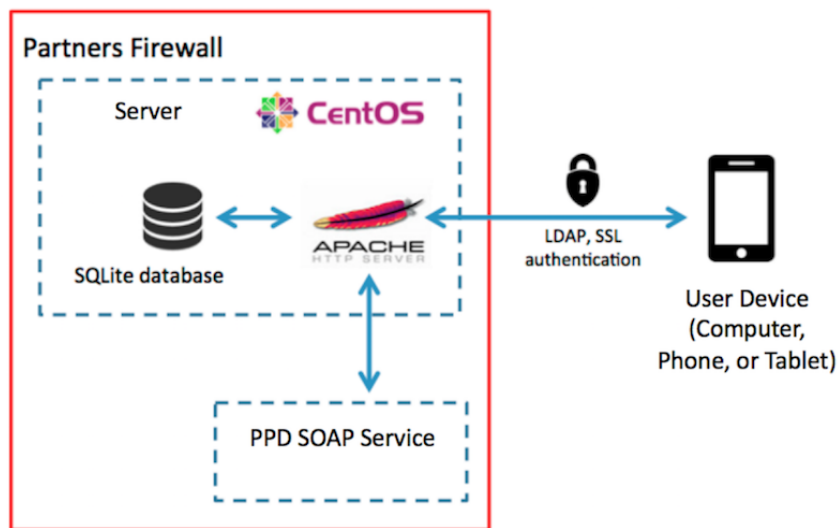 Partners Firewall
Server
CentOS
SQLite database
APACHE
HTTP SERVER
LDAP, SSL
authentication
User Device
(Computer,
Phone, or Tablet)
PPD SOAP Service